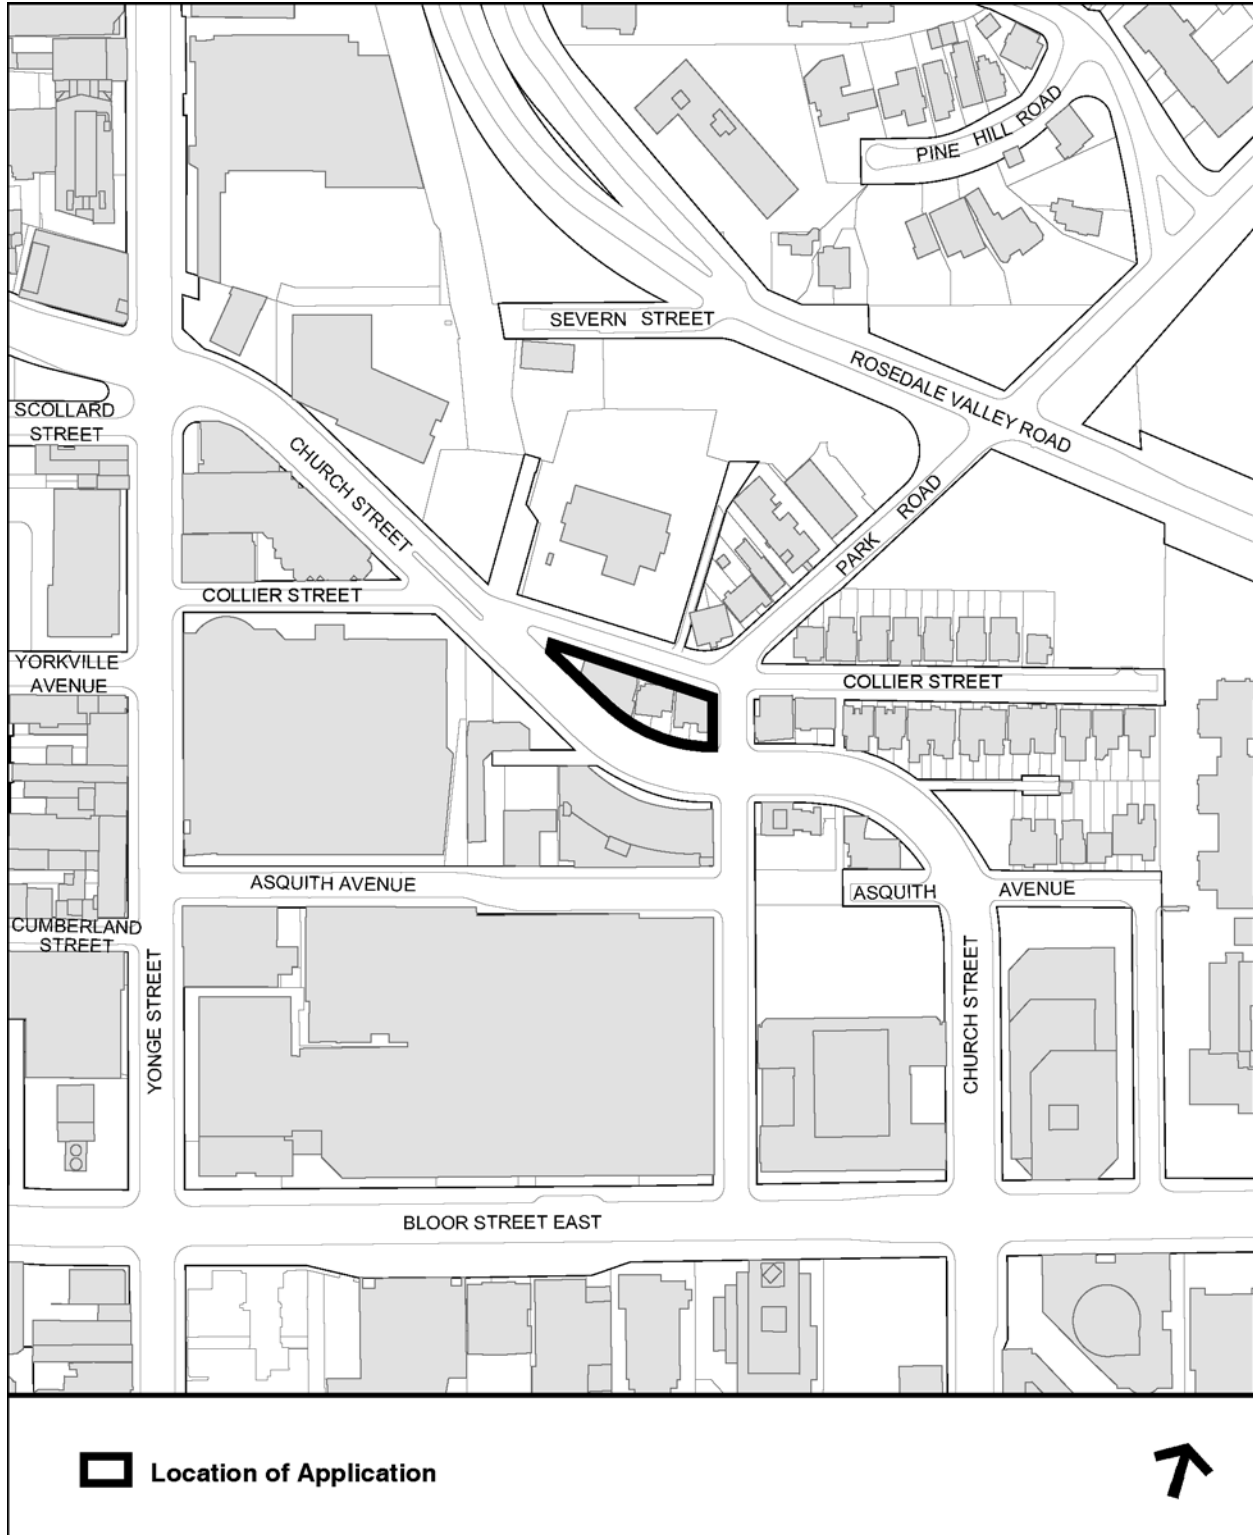 PINE HILL ROAD
SEVERN STREET
ROSEDALE VALLEY ROAD
SCOLLARD
STREET
CHURCH STREET
PARK ROAD
COLLIER STREET
YORKVILLE
AVENUE
COLLIER STREET
ASQUITH AVENUE
ASQUITH AVENUE
CUMBERLAND
STREET
YONGE STREET
CHURCH STREET
BLOOR STREET EAST
Location of Application